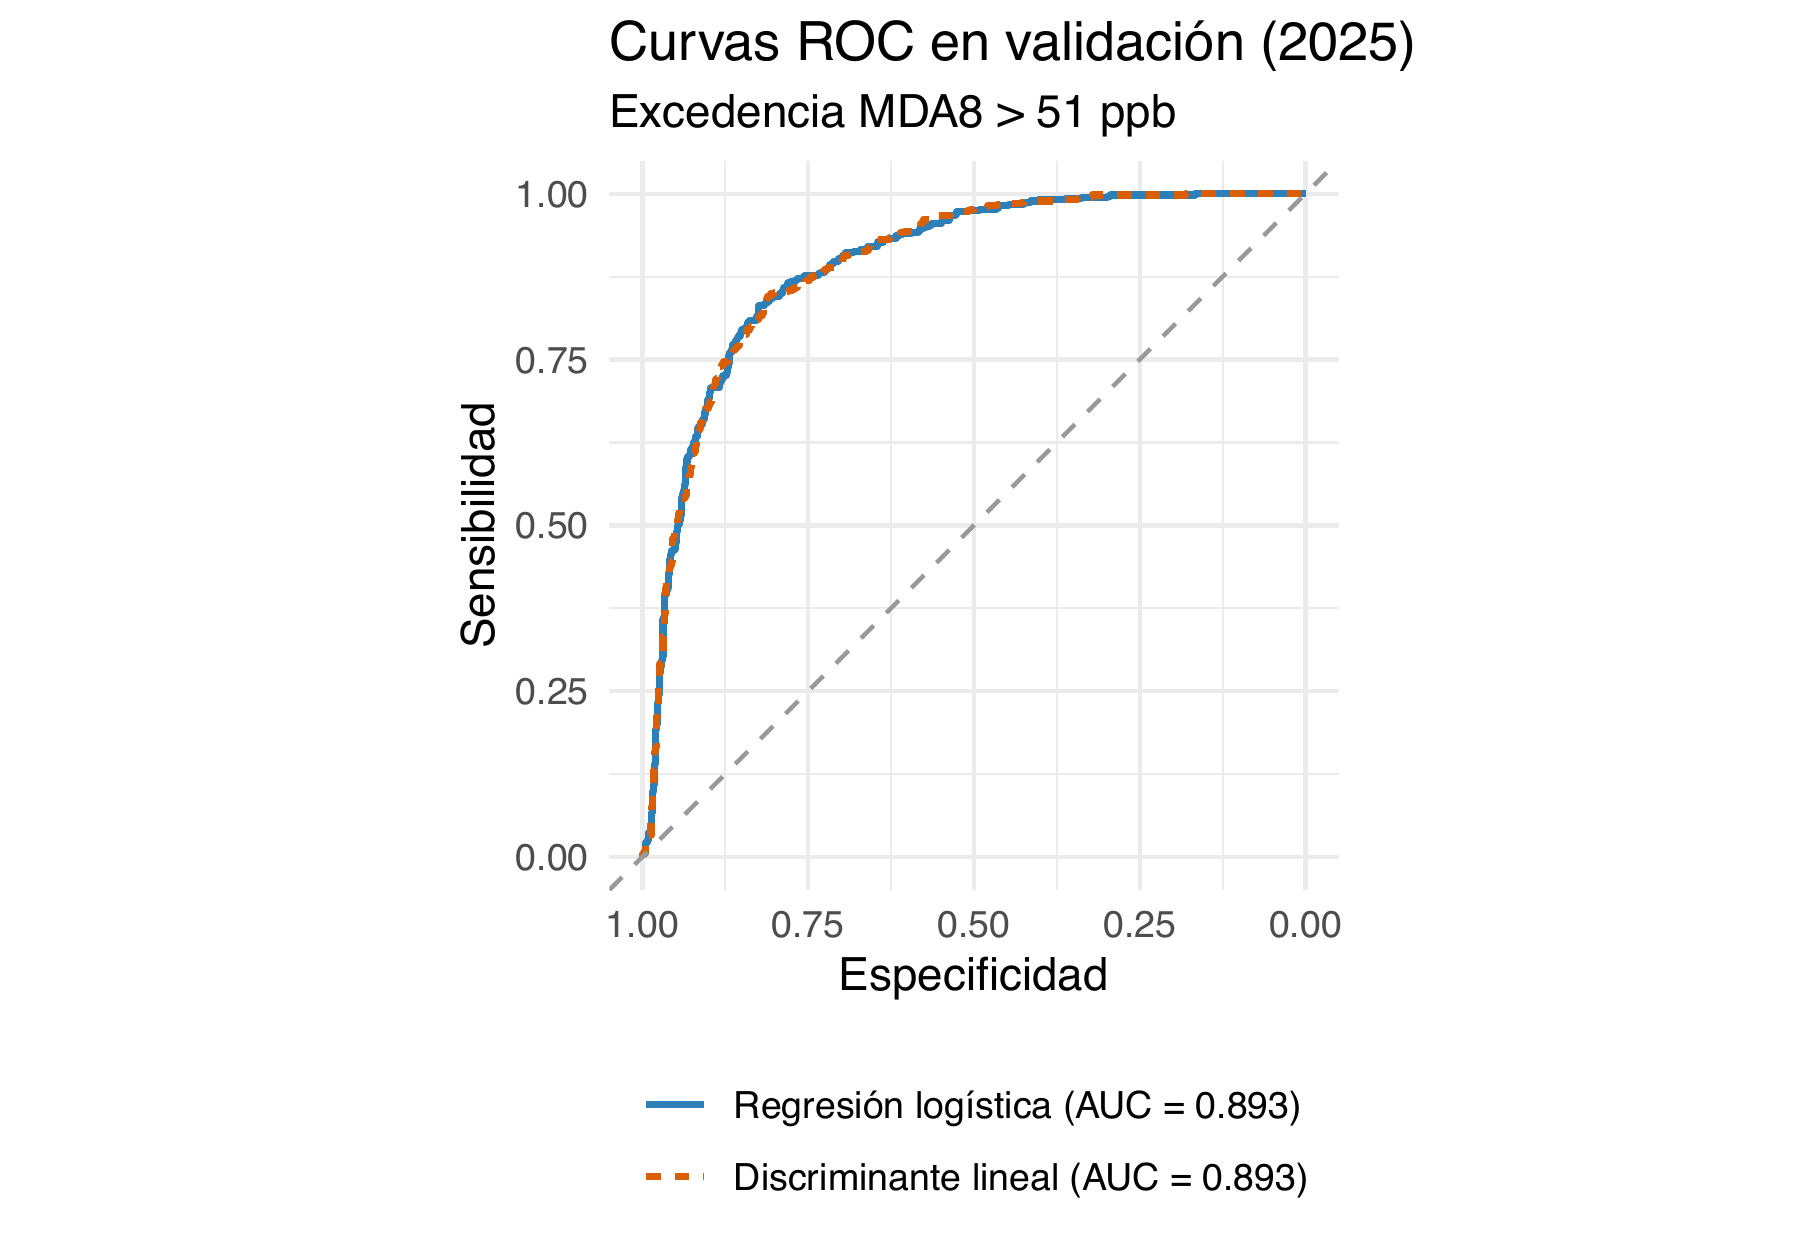 Curvas ROC en validación (2025)
Excedencia MDA8 > 51 ppb
1.00
0.75
0.50
0.25
0.00
Sensibilidad
1.00 0.75 0.50 0.25 0.00
Especificidad
Regresión logística (AUC = 0.893)
Discriminante lineal (AUC = 0.893)